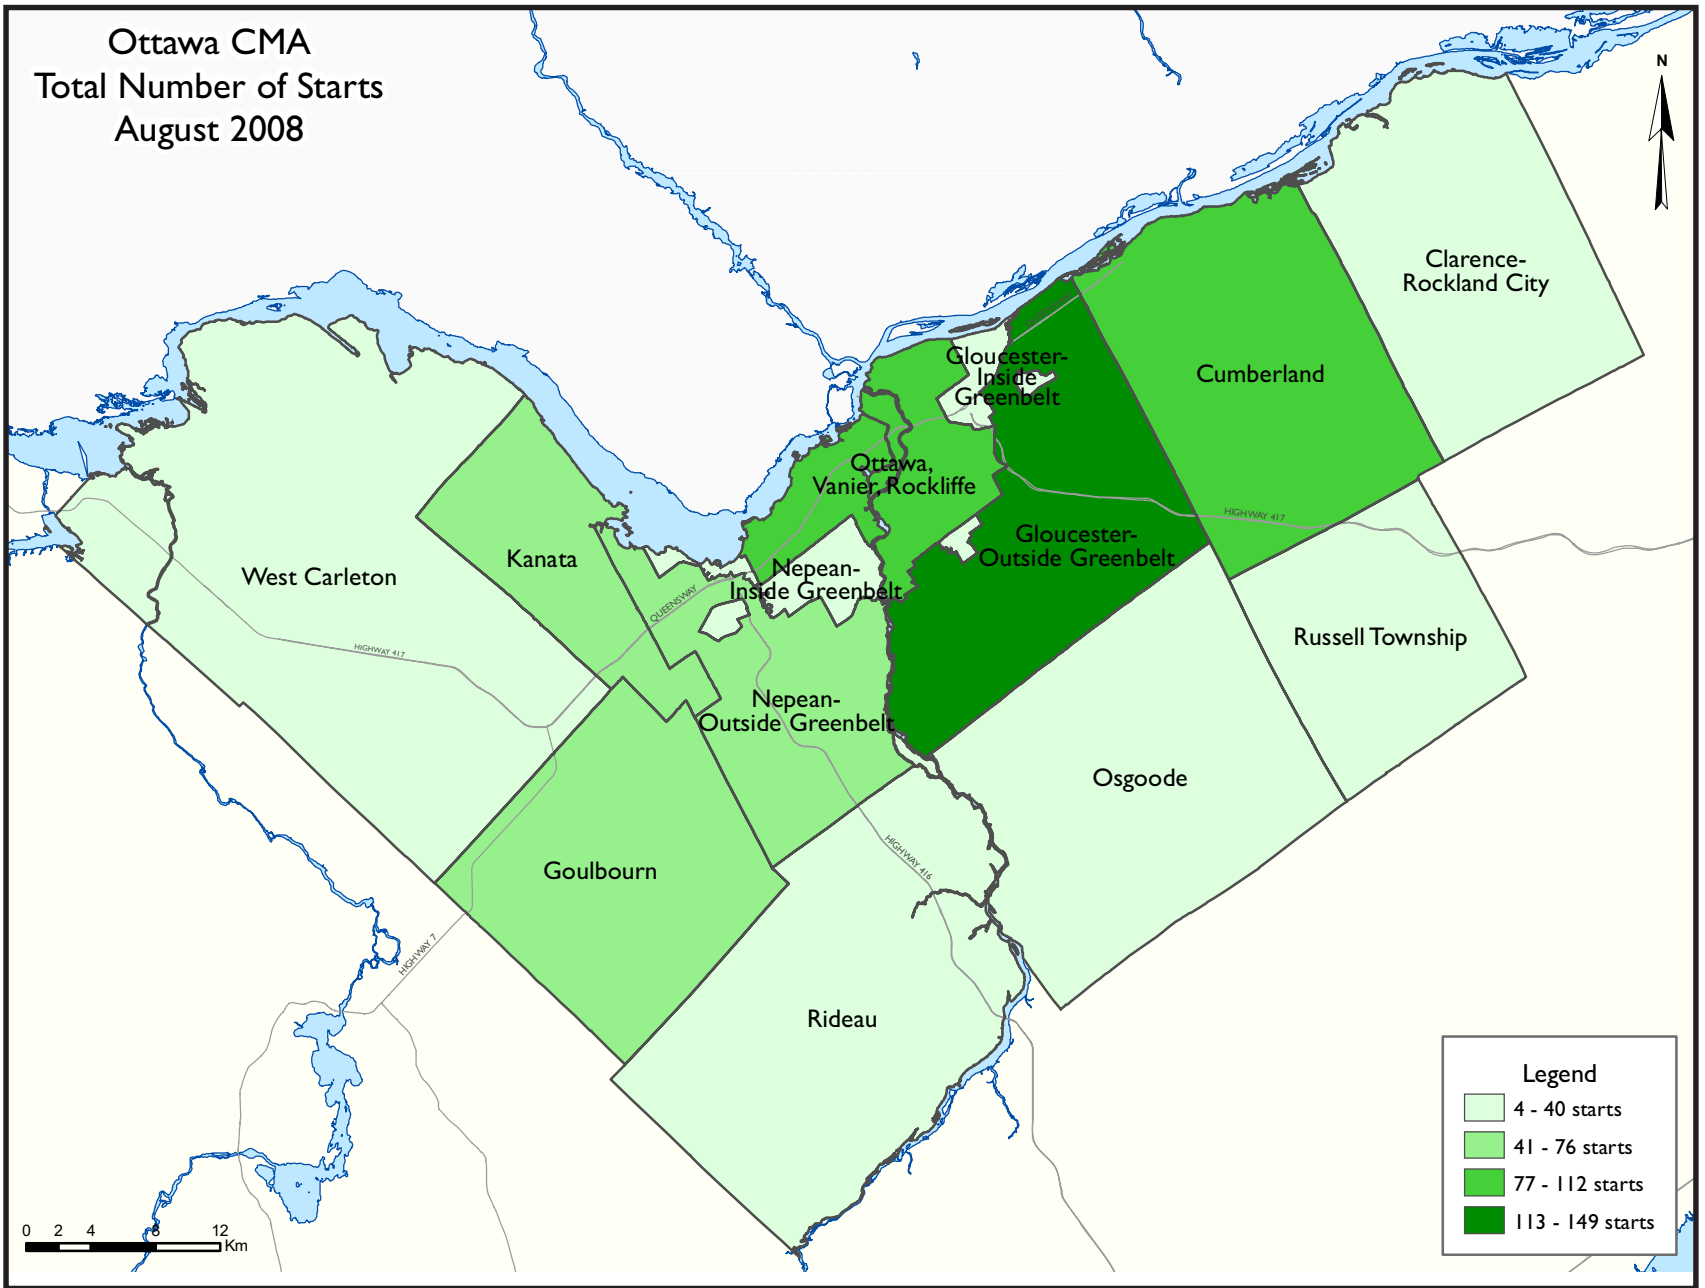 Ottawa CMA
Total Number of Starts
August 2008
N
Clarence-
Rockland City
Gloucester-
Inside
Greenbelt
Cumberland
Ottawa,
Vanier, Rockliffe
HIGHWAY 417
Gloucester-
Outside Greenbelt
Kanata
West Carleton
Nepean-
Inside Greenbelt
QUEENSWAY
Russell Township
HIGHWAY 417
Nepean-
Outside Greenbelt
Osgoode
Goulbourn
HIGHWAY 416
HIGHWAY 7
Rideau
Legend
4 - 40 starts
41 - 76 starts
77 - 112 starts
113 - 149 starts
0 2 4 8 12
Km